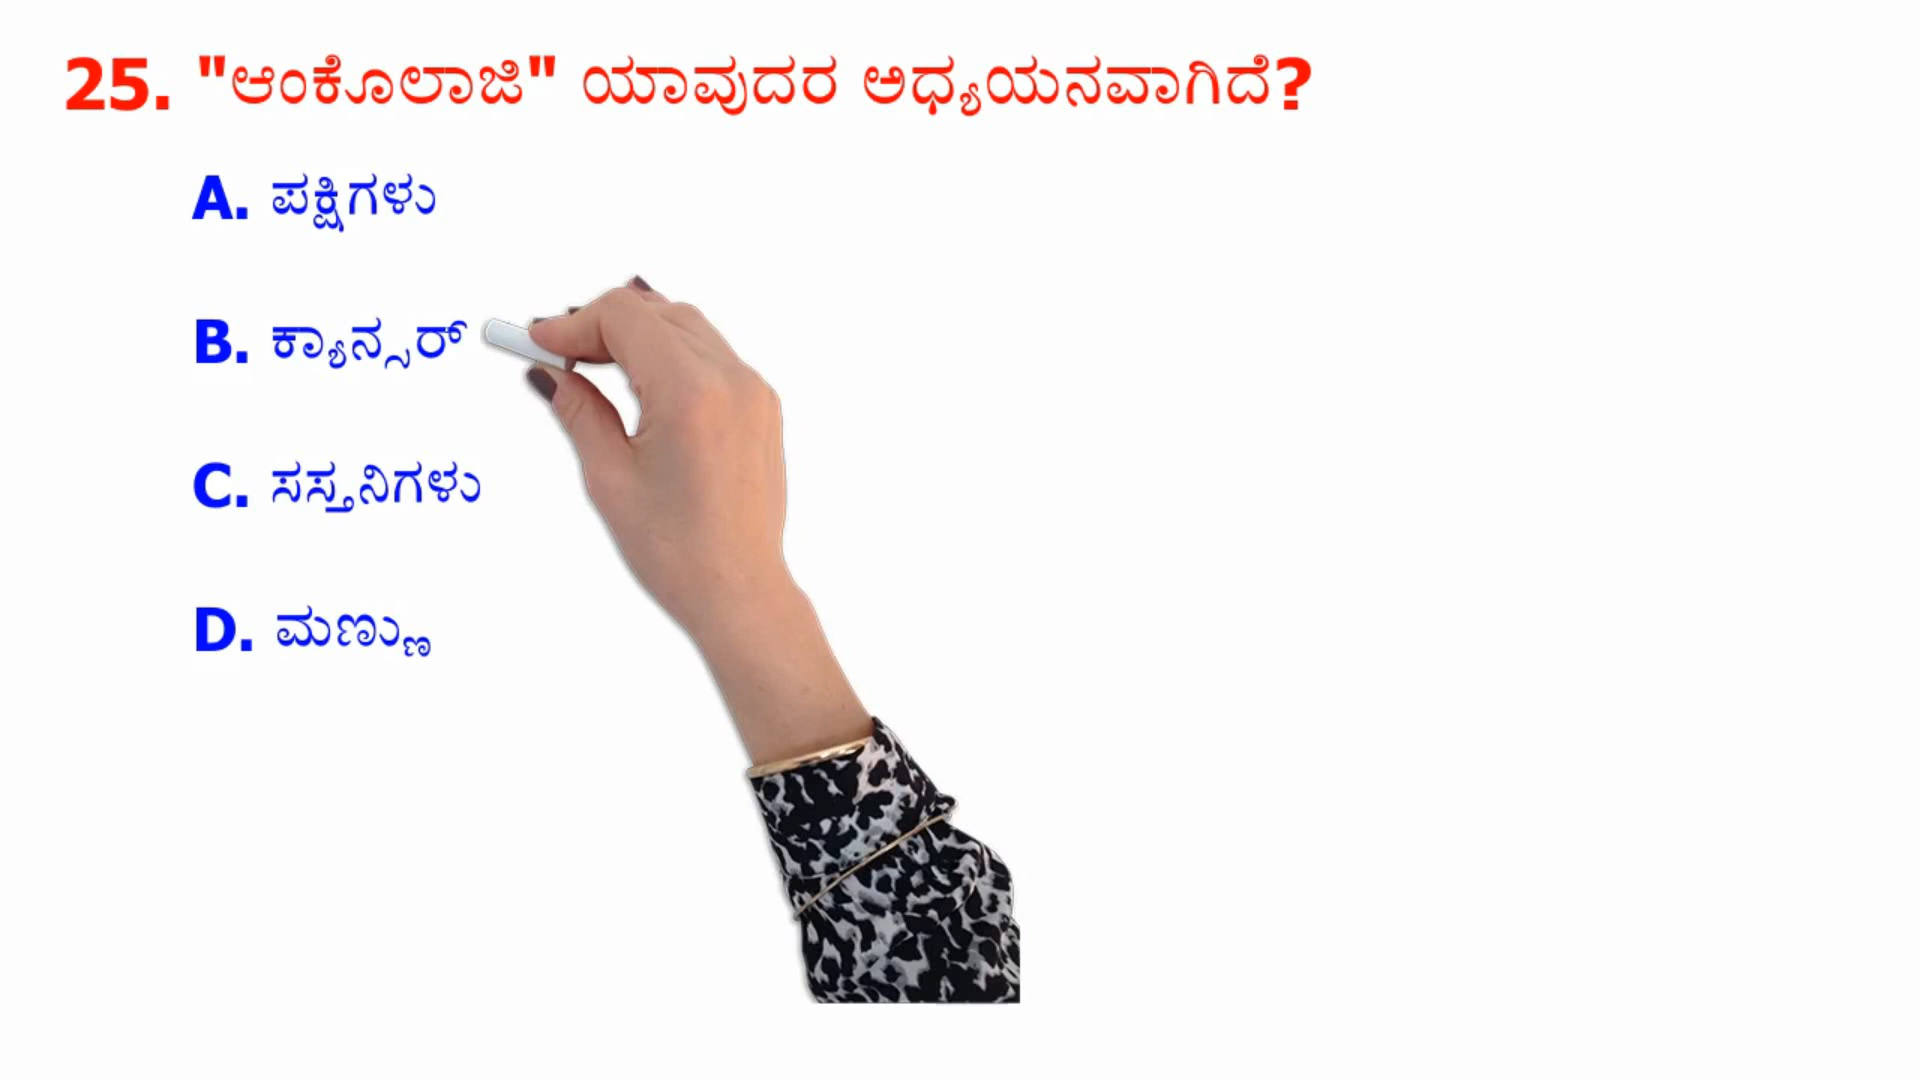 25. "ಆಂಕೊಲಾಜಿ" ಯಾವುದರ ಅಧ್ಯಯನವಾಗಿದೆ?
A. ಪಕ್ಷಿಗಳು
B. ಕ್ಯಾನ್ಸರ್
C. ಸಸ್ತನಿಗಳು
D. ಮಣ್ಣು